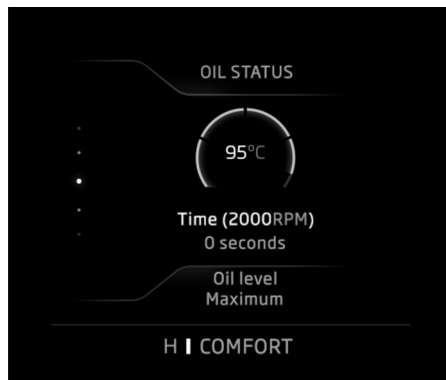 OIL STATUS
95°C
Time (2000RPM)
0 seconds
Oil level
Maximum
H COMFORT